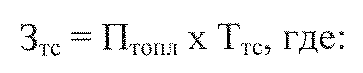 Зтс = Птопл х Ттс, где: